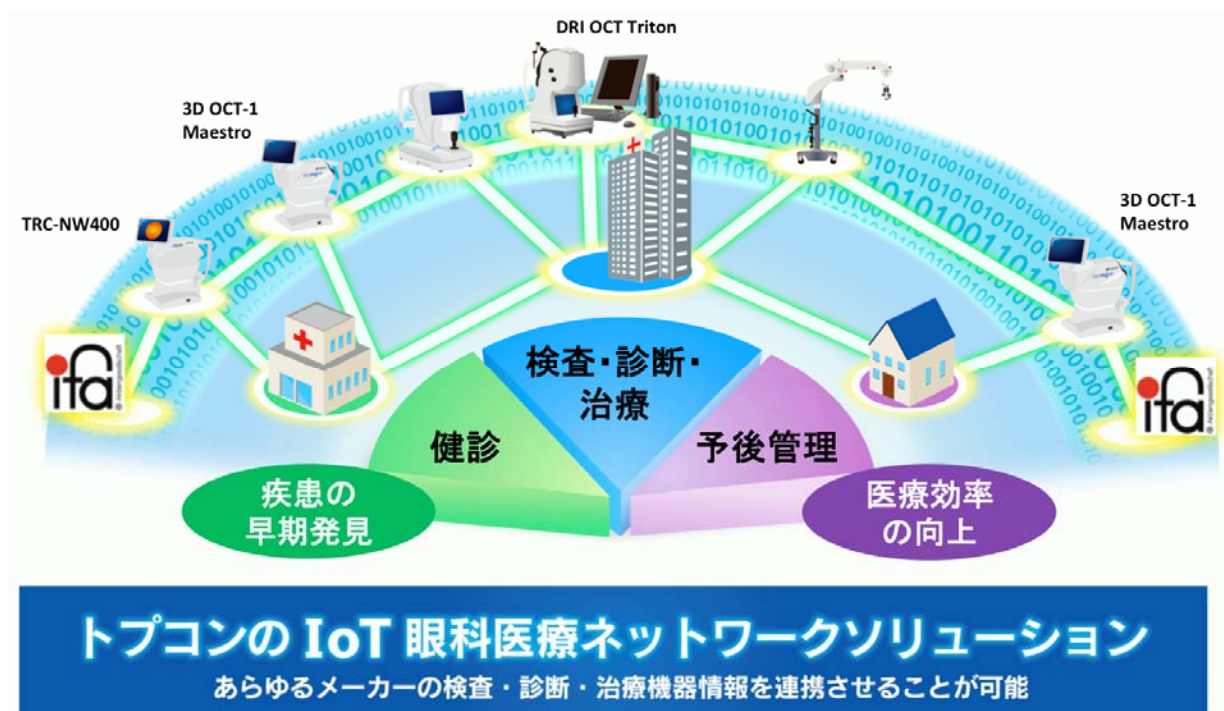 DRI OCT Triton
3D OCT-1
Maestro
TRC-NW400
3D OCT-1
Maestro
ifa
Aktiengesellschaft
ifa
Aktiengesellschaft
検査・診断・
治療
健診
予後管理
疾患の
早期発見
医療効率
の向上
トプコンの IoT 眼科医療ネットワークソリューション
あらゆるメーカーの検査・診断・治療機器情報を連携させることが可能